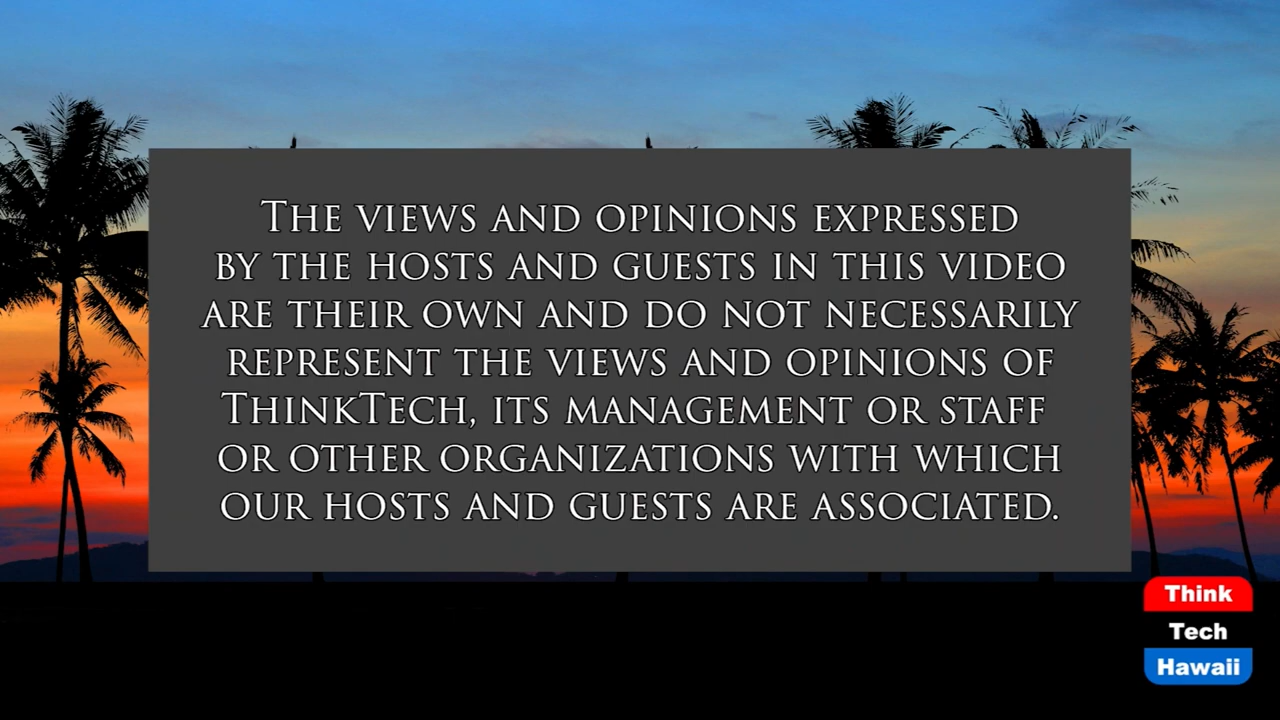 The views and opinions expressed
by the hosts and guests in this video
are their own and do not necessarily
represent the views and opinions of
ThinkTech, its management or staff
or other organizations with which
our hosts and guests are associated.
Think
Tech
Hawaii